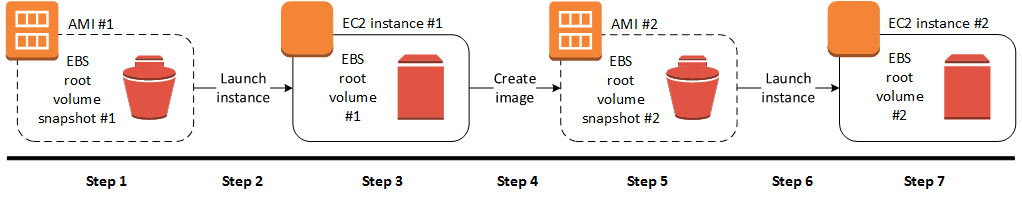 AMI #1
EBS
root
volume
snapshot #1
Launch
instance
EC2 instance #1
EBS
root
volume
#1
Create
image
AMI #2
EBS
root
volume
snapshot #2
Launch
instance
EC2 instance #2
EBS
root
volume
#2
Step 1
Step 2
Step 3
Step 4
Step 5
Step 6
Step 7